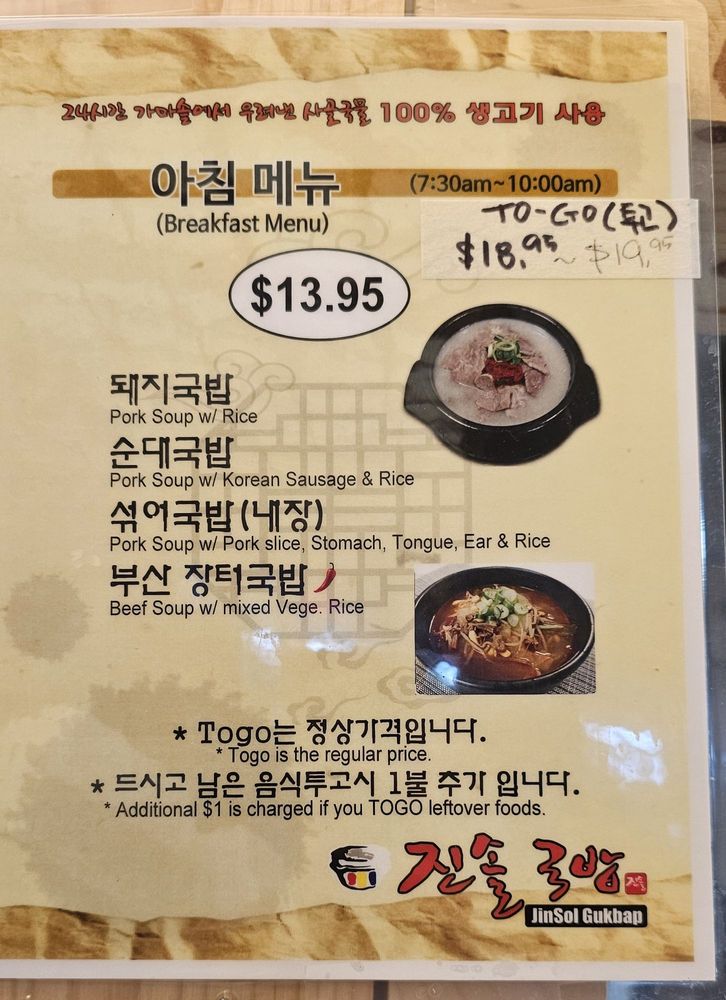 24시간 가마솥에서 우려낸 사골국물 100% 생고기 사용
아침 메뉴 (7:30am~10:00am)
(Breakfast Menu)
TO-GO (투고)
$18.95 ~ $19.95
$13.95
돼지국밥
Pork Soup w/ Rice
순대국밥
Pork Soup w/ Korean Sausage & Rice
섞어국밥(내장)
Pork Soup w/ Pork slice, Stomach, Tongue, Ear & Rice
부산 장터국밥
Beef Soup w/ mixed Vege. Rice
* Togo는 정상가격입니다.
* Togo is the regular price.
* 드시고 남은 음식투고시 1불 추가 입니다.
* Additional $1 is charged if you TOGO leftover foods.
진솔 국밥
진솔
JinSol Gukbap